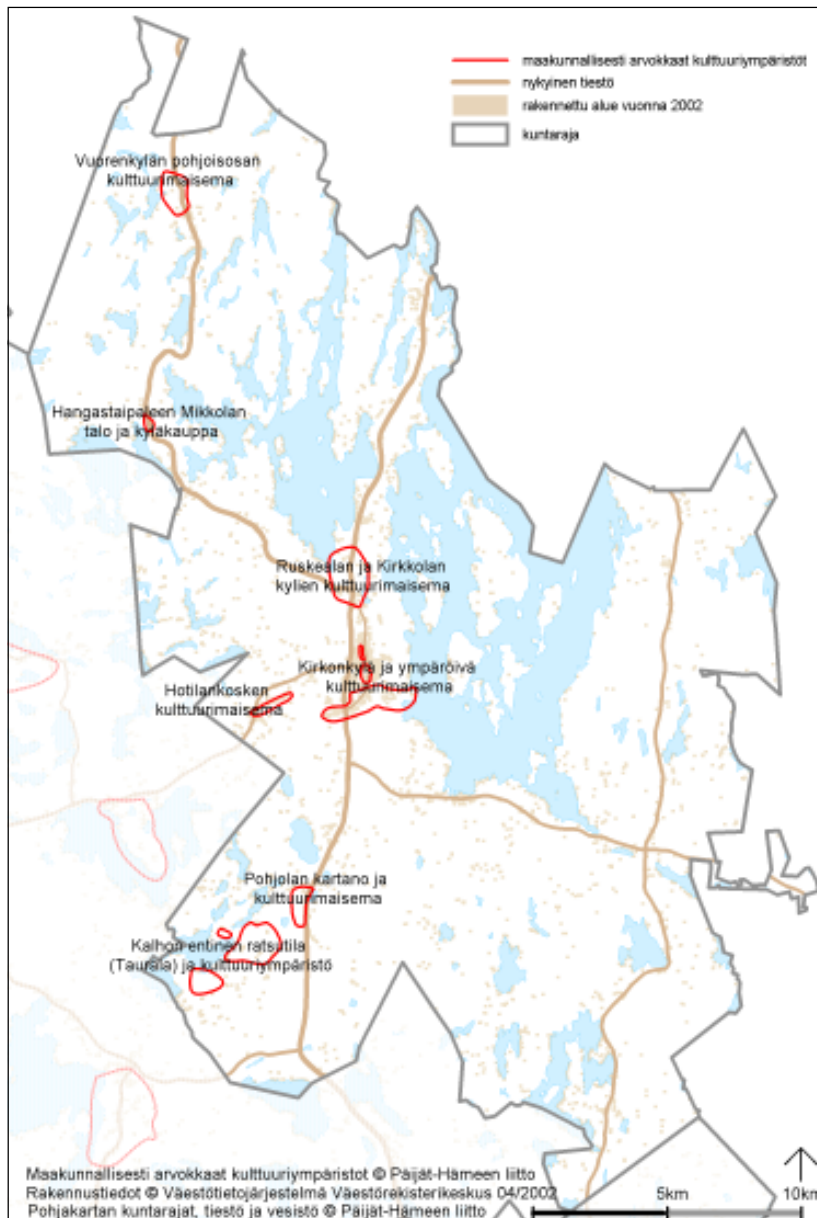 maakunnallisesti arvokkaat kulttuuriympäristöt
nykyinen tiestö
rakennettu alue vuonna 2002
kuntaraja
Vuorenkylän pohjoisosan
kulttuurimaisema
Hangastaipaleen Mikkolan
talo ja kyläkauppa
Ruskealan ja Kirkkolan
kylien kulttuurimaisema
Kirkonkylä ja ympäröivä
kulttuurimaisema
Hotilankosken
kulttuurimaisema
Pohjolan kartano ja
kulttuurimaisema
Kalhon entinen ratsutila
(Taurala) ja kulttuuriympäristö
Maakunnallisesti arvokkaat kulttuuriympäristöt © Päijät-Hämeen liitto
Rakennustiedot © Väestötietojärjestelmä Väestörekisterikeskus 04/2002
Pohjakartan kuntarajat, tiestö ja vesistö © Päijät-Hämeen liitto
5km
10km